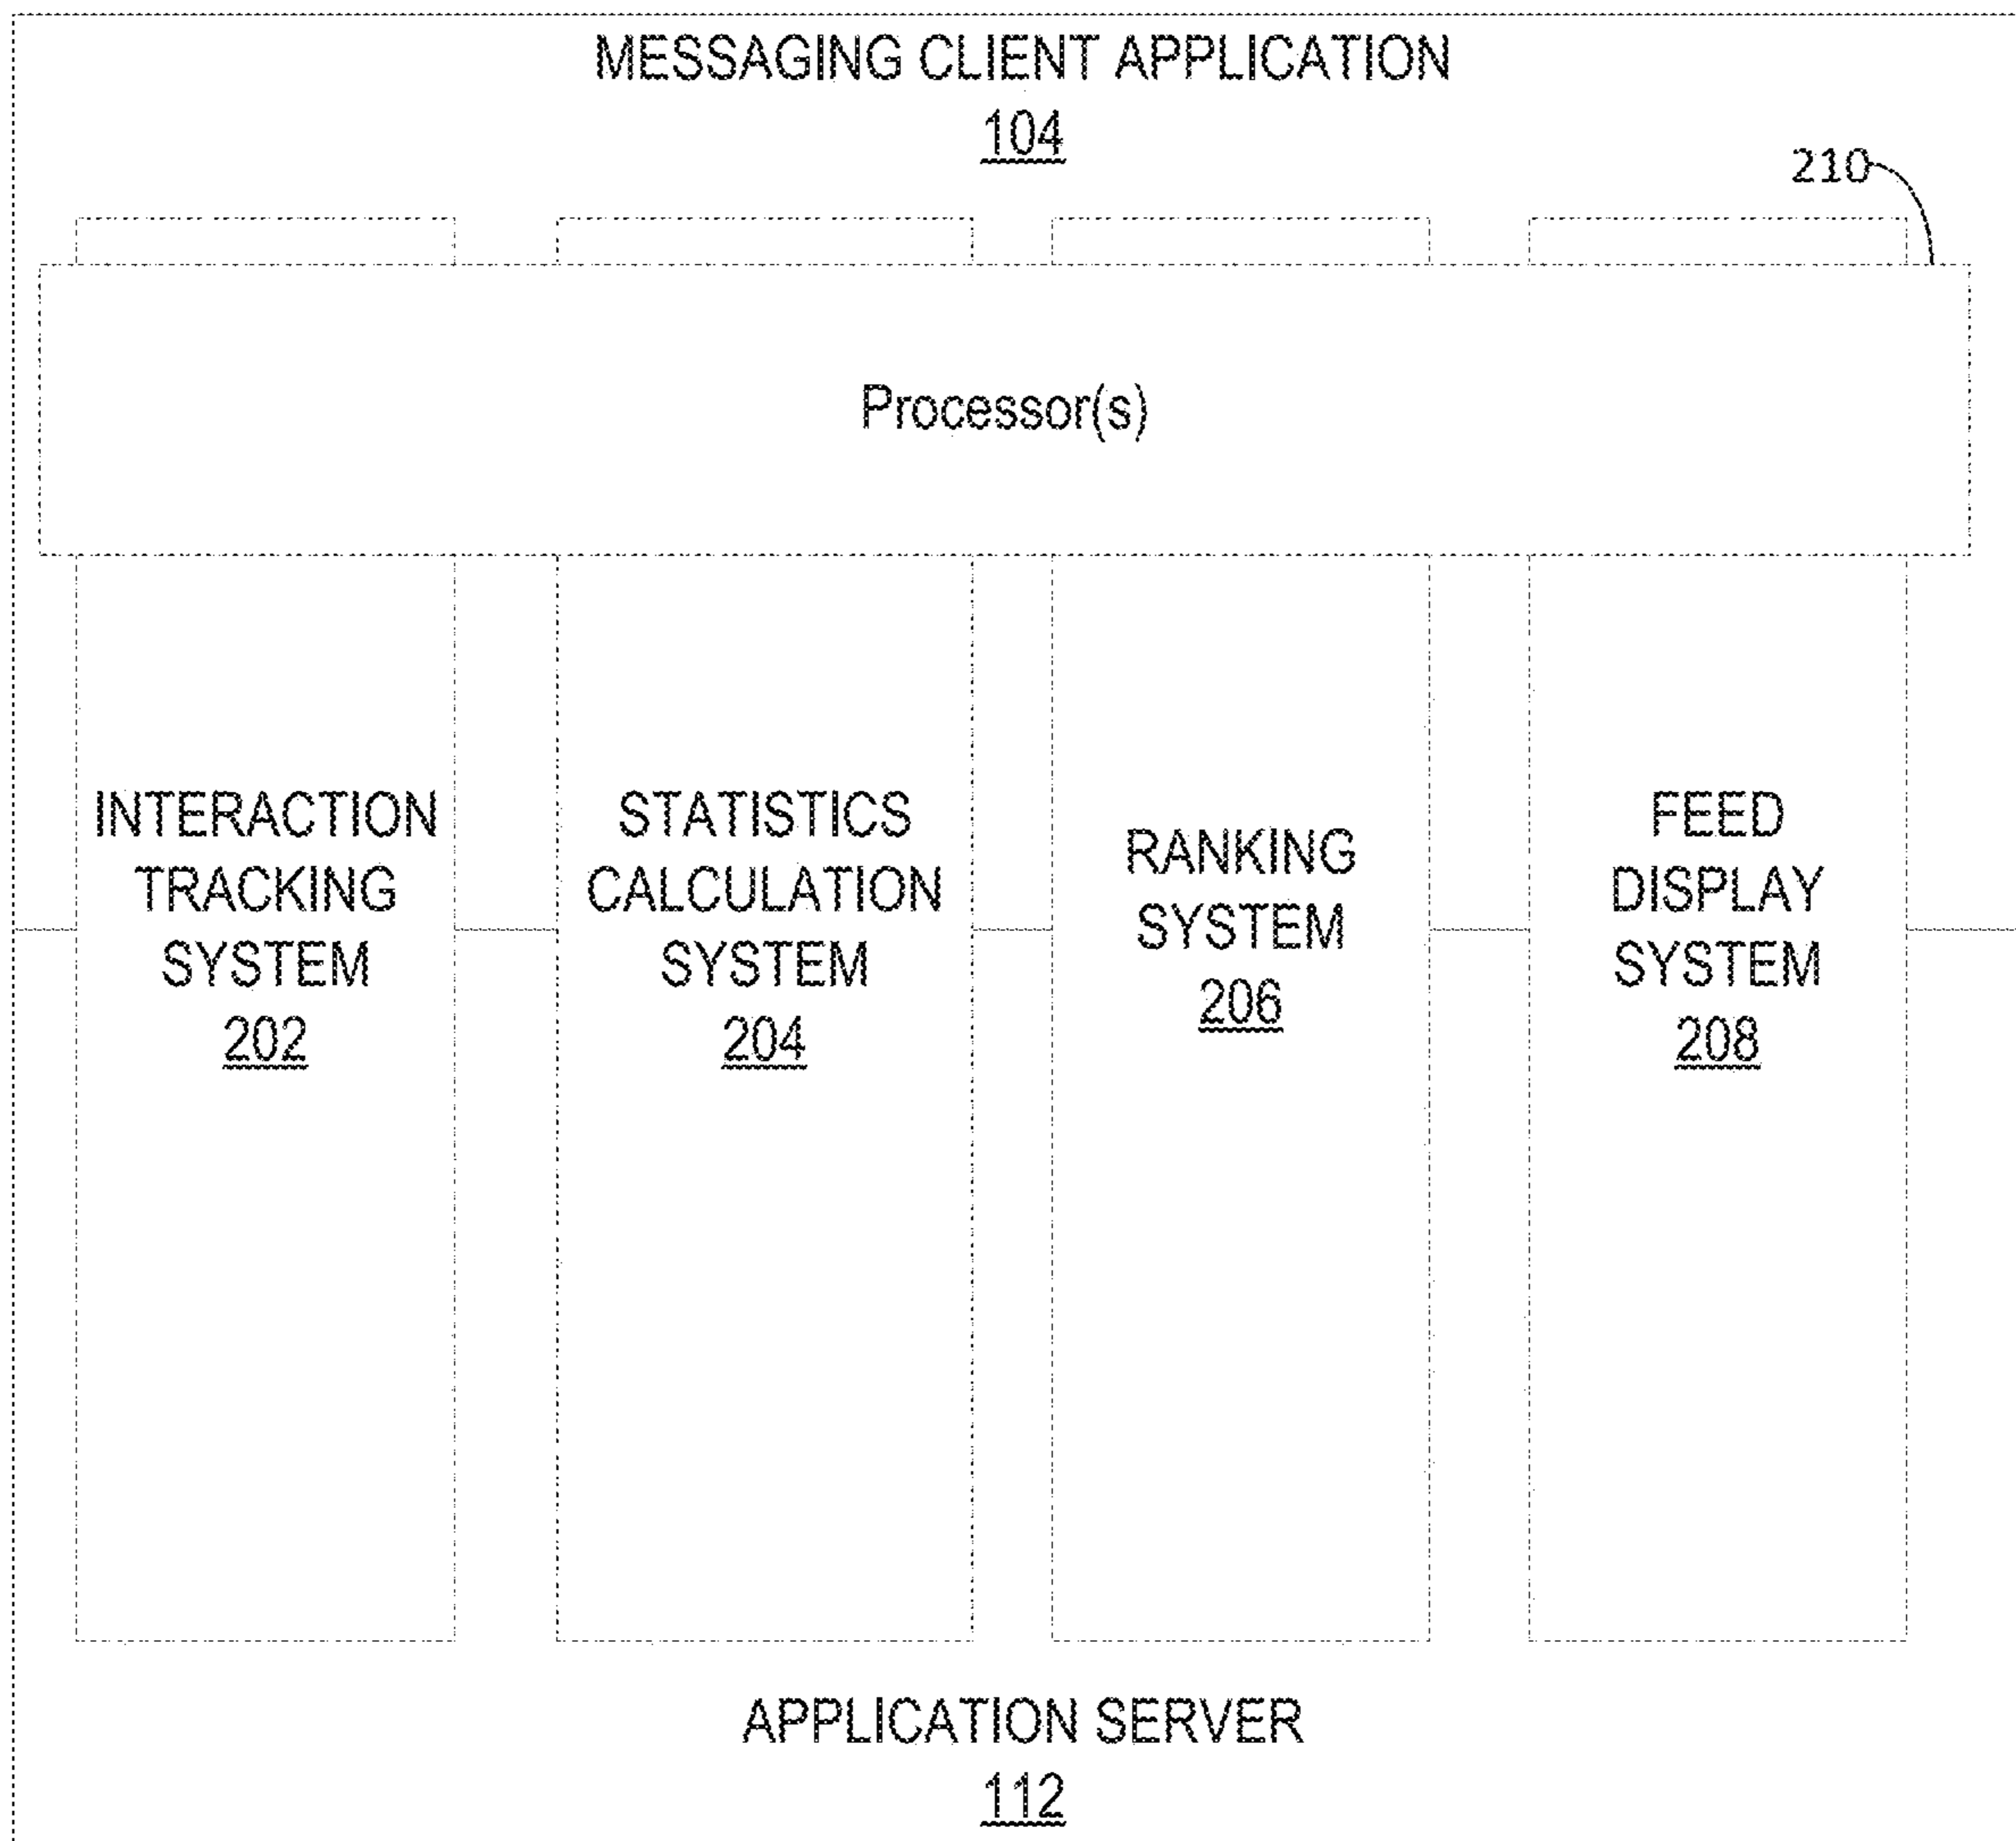 MESSAGING CLIENT APPLICATION
104
210
Processor(s)
INTERACTION
TRACKING
SYSTEM
202
STATISTICS
CALCULATION
SYSTEM
204
RANKING
SYSTEM
206
FEED
DISPLAY
SYSTEM
208
APPLICATION SERVER
112